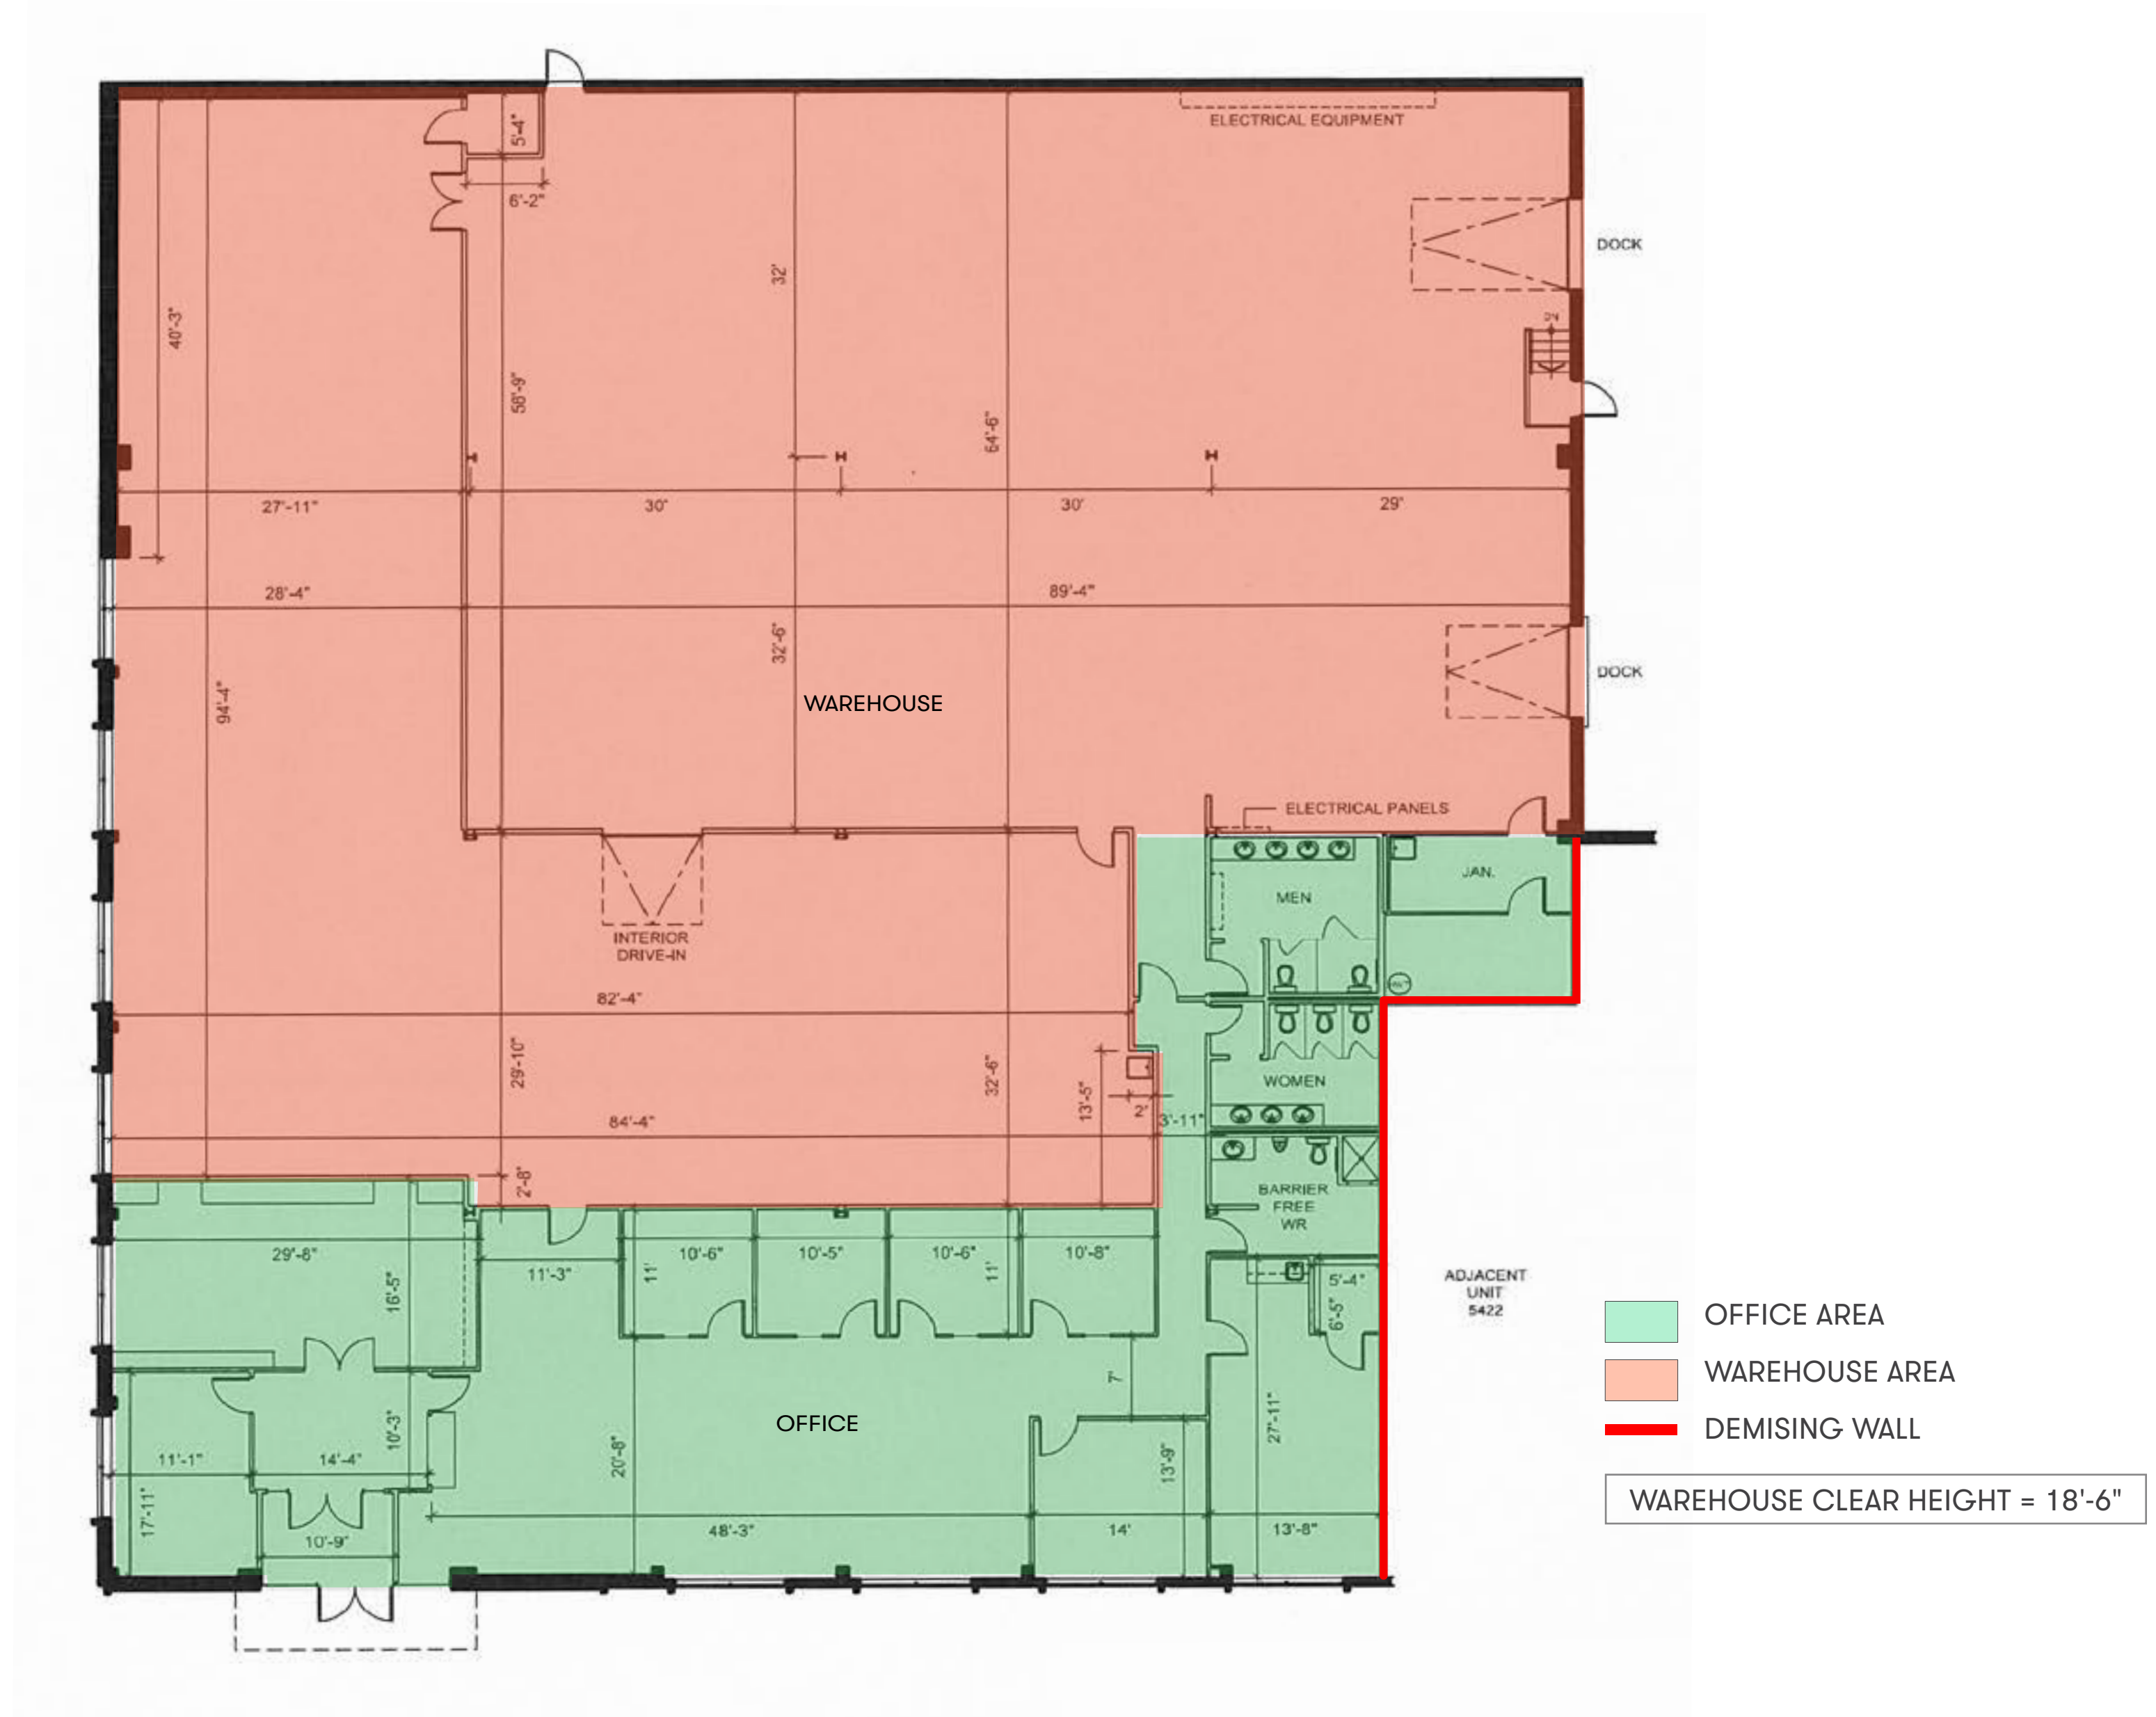 ELECTRICAL EQUIPMENT
5'-4"
6'-2"
DOCK
32'
40'-3"
DN
58'-9"
64'-6"
27'-11"
30'
30'
29'
28'-4"
89'-4"
32'-6"
DOCK
94'-4"
WAREHOUSE
ELECTRICAL PANELS
JAN.
MEN
INTERIOR
DRIVE-IN
82'-4"
29'-10"
32'-6"
13'-5"
WOMEN
2'
3'-11"
84'-4"
2'-8"
BARRIER
FREE
WR
29'-8"
11'-3"
11'
10'-6"
10'-5"
10'-6"
11'
10'-8"
16'-5"
5'-4"
6'-5"
ADJACENT
UNIT
5422
OFFICE AREA
WAREHOUSE AREA
DEMISING WALL
WAREHOUSE CLEAR HEIGHT = 18'-6"
7'
OFFICE
10'-3"
27'-11"
11'-1"
14'-4"
20'-8"
13'-9"
17'-11"
10'-9"
48'-3"
14'
13'-8"